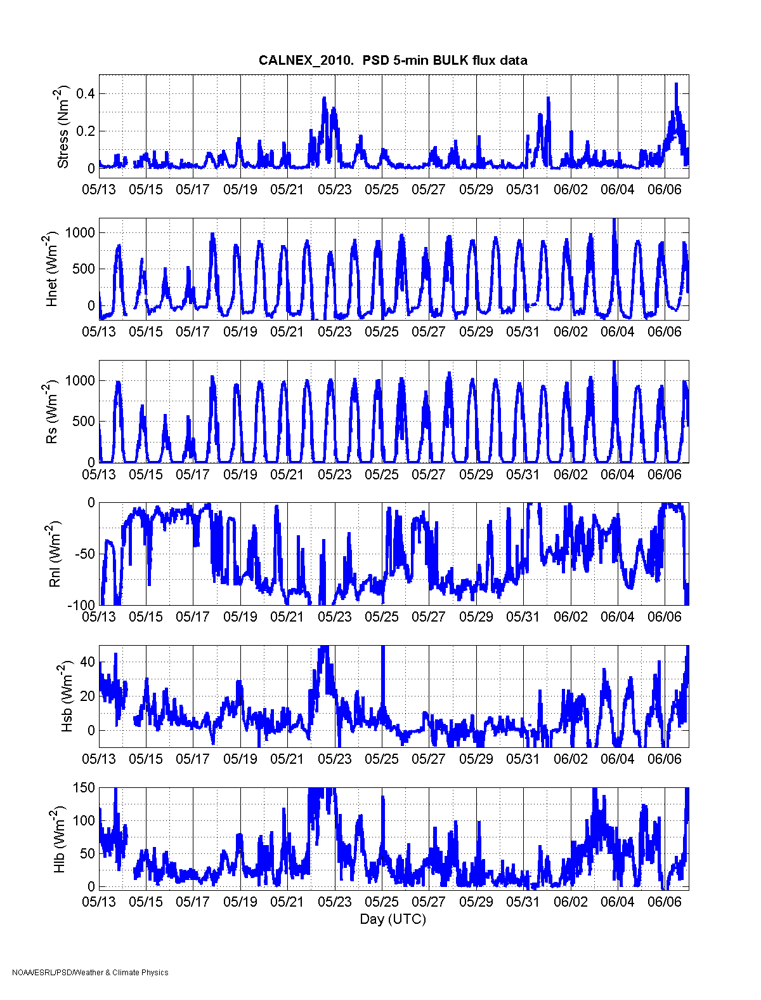 CALNEX_2010.  PSD 5-min BULK flux data
Stress (Nm-2)
0.4
0.2
0
05/13 05/15 05/17 05/19 05/21 05/23 05/25 05/27 05/29 05/31 06/02 06/04 06/06
Hnet (Wm-2)
1000
500
0
05/13 05/15 05/17 05/19 05/21 05/23 05/25 05/27 05/29 05/31 06/02 06/04 06/06
Rs (Wm-2)
1000
500
0
05/13 05/15 05/17 05/19 05/21 05/23 05/25 05/27 05/29 05/31 06/02 06/04 06/06
Rnl (Wm-2)
0
-50
-100
05/13 05/15 05/17 05/19 05/21 05/23 05/25 05/27 05/29 05/31 06/02 06/04 06/06
Hsb (Wm-2)
40
20
0
05/13 05/15 05/17 05/19 05/21 05/23 05/25 05/27 05/29 05/31 06/02 06/04 06/06
Hlb (Wm-2)
150
100
50
0
05/13 05/15 05/17 05/19 05/21 05/23 05/25 05/27 05/29 05/31 06/02 06/04 06/06
Day (UTC)
NOAA/ESRL/PSD/Weather & Climate Physics